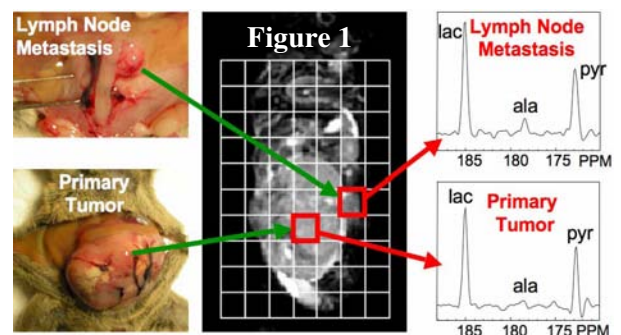 Lymph Node
Metastasis
Primary
Tumor
Figure 1
lac
Lymph Node
Metastasis
pyr
ala
185
180
175 PPM
lac
Primary
Tumor
pyr
ala
185
180
175 PPM